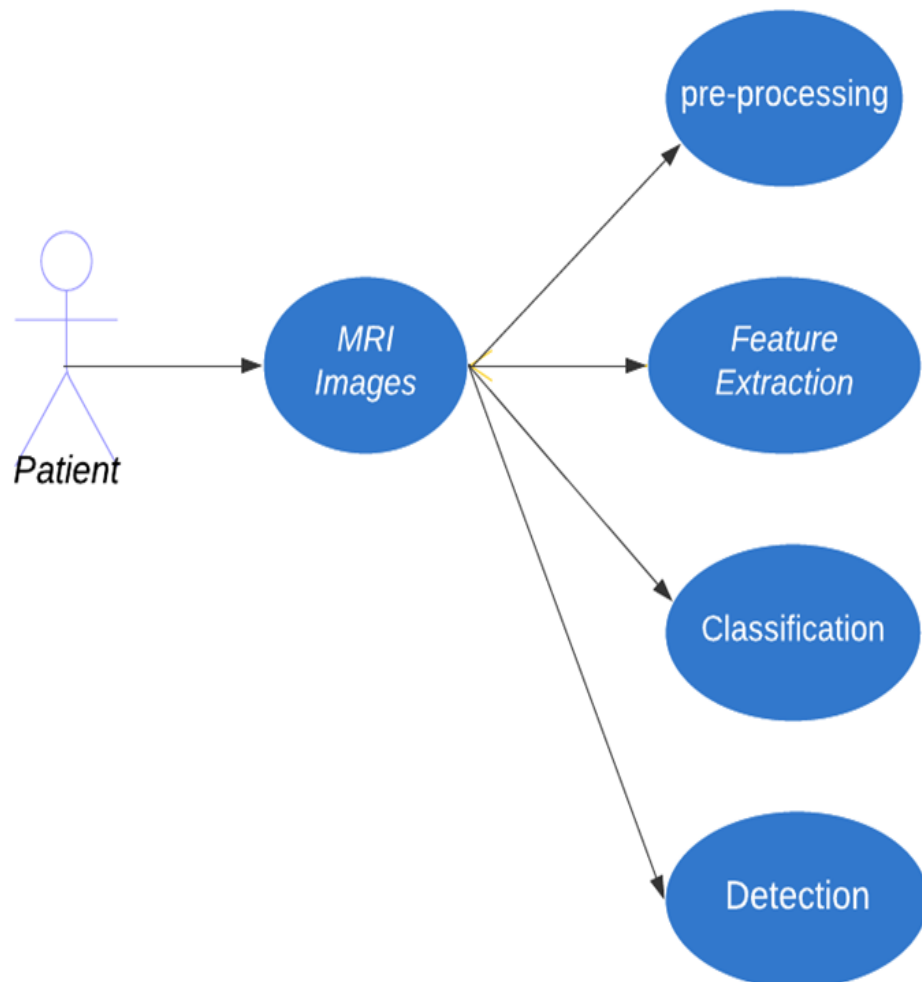 pre-processing
MRI
Images
Feature
Extraction
Patient
Classification
Detection